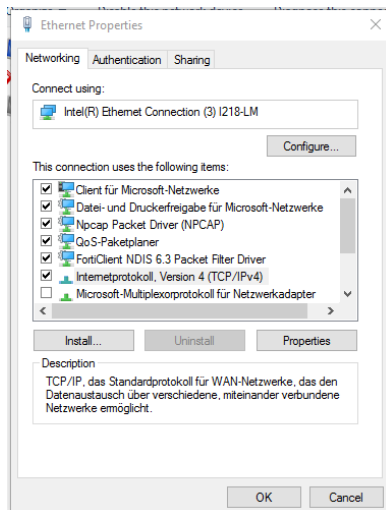 Ethernet Properties
Networking Authentication Sharing
Connect using:
Intel(R) Ethernet Connection (3) I218-LM
Configure...
This connection uses the following items:
Client für Microsoft-Netzwerke
Datei- und Druckerfreigabe für Microsoft-Netzwerke
Npcap Packet Driver (NPCAP)
QoS-Paketplaner
FortiClient NDIS 6.3 Packet Filter Driver
Internetprotokoll, Version 4 (TCP/IPv4)
Microsoft-Multiplexorprotokoll für Netzwerkadapter
Install... Uninstall Properties
Description
TCP/IP, das Standardprotokoll für WAN-Netzwerke, das den
Datenaustausch über verschiedene, miteinander verbundene
Netzwerke ermöglicht.
OK Cancel